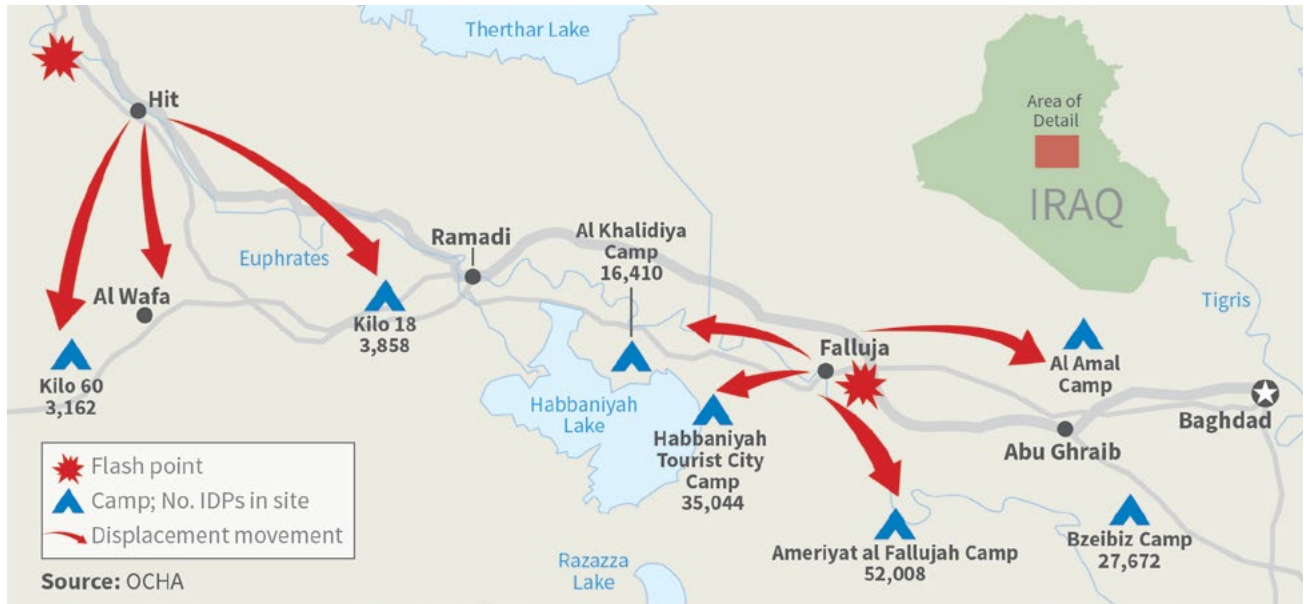 Therthar Lake
Hit
Area of
Detail
IRAQ
Euphrates
Ramadi
Al Khalidiya
Camp
16,410
Tigris
Al Wafa
Kilo 18
3,858
Kilo 60
3,162
Falluja
Al Amal
Camp
Baghdad
Habbaniyah
Lake
Habbaniyah
Tourist City
Camp
35,044
Abu Ghraib
Ameriyat al Fallujah Camp
52,008
Bzeibiz Camp
27,672
Razazza
Lake
Flash point
Camp; No. IDPs in site
Displacement movement
Source: OCHA